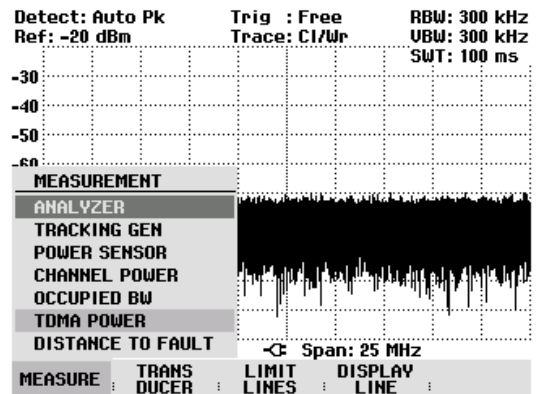 Detect: Auto Pk Trig : Free RBW: 300 kHz
Ref: -20 dBm Trace: Cl/Wr VBW: 300 kHz
SWT: 100 ms
-30
-40
-50
-60
MEASUREMENT
ANALYZER
TRACKING GEN
POWER SENSOR
CHANNEL POWER
OCCUPIED BW
TDMA POWER
DISTANCE TO FAULT
Span: 25 MHz
MEASURE TRANS DUCER LIMIT LINES DISPLAY LINE